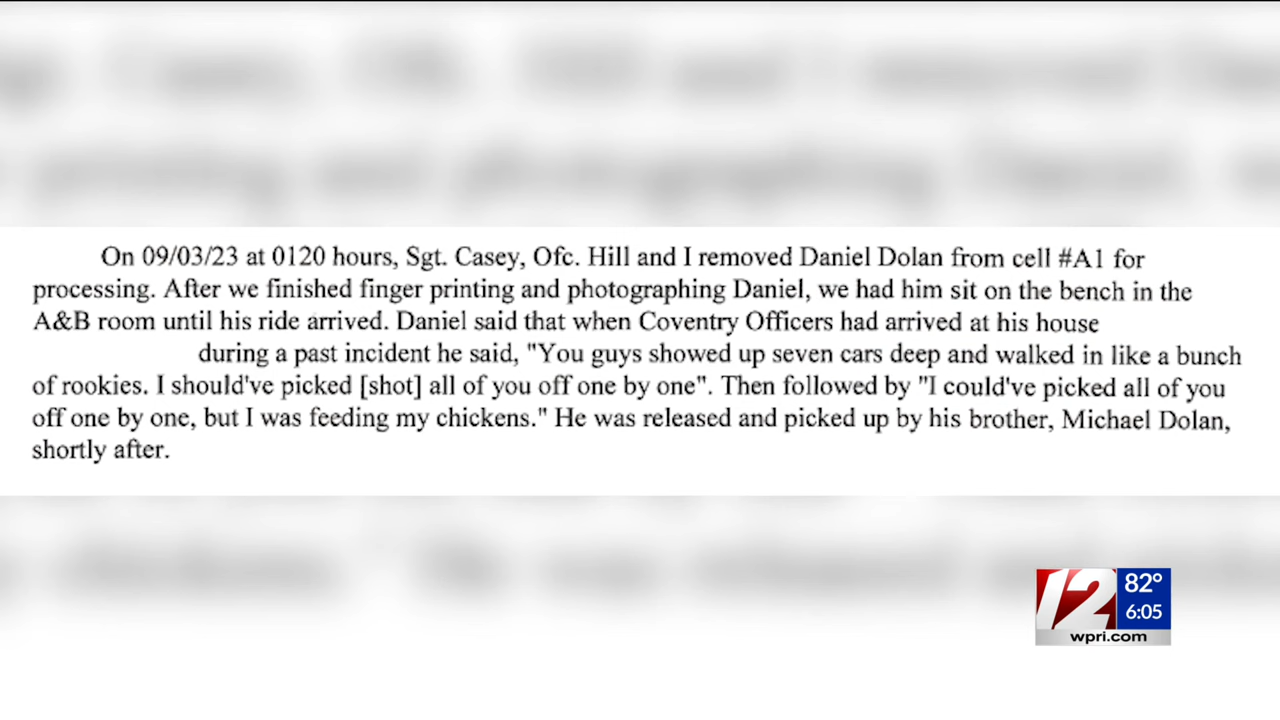 On 09/03/23 at 0120 hours, Sgt. Casey, Ofc. Hill and I removed Daniel Dolan from cell #A1 for
processing. After we finished finger printing and photographing Daniel, we had him sit on the bench in the
A&B room until his ride arrived. Daniel said that when Coventry Officers had arrived at his house
during a past incident he said, "You guys showed up seven cars deep and walked in like a bunch
of rookies. I should've picked [shot] all of you off one by one". Then followed by "I could've picked all of you
off one by one, but I was feeding my chickens." He was released and picked up by his brother, Michael Dolan,
shortly after.
12
82°
6:05
wpri.com